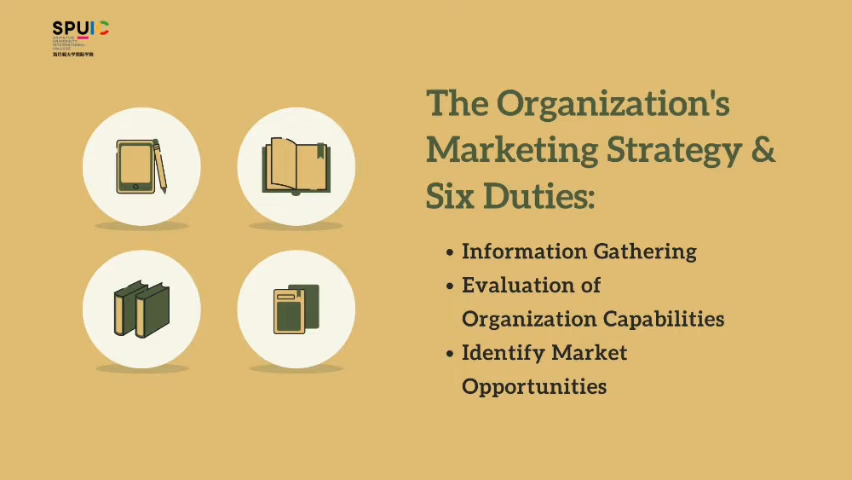 SPUIC
The Organization's
Marketing Strategy &
Six Duties:
• Information Gathering
• Evaluation of
Organization Capabilities
• Identify Market
Opportunities